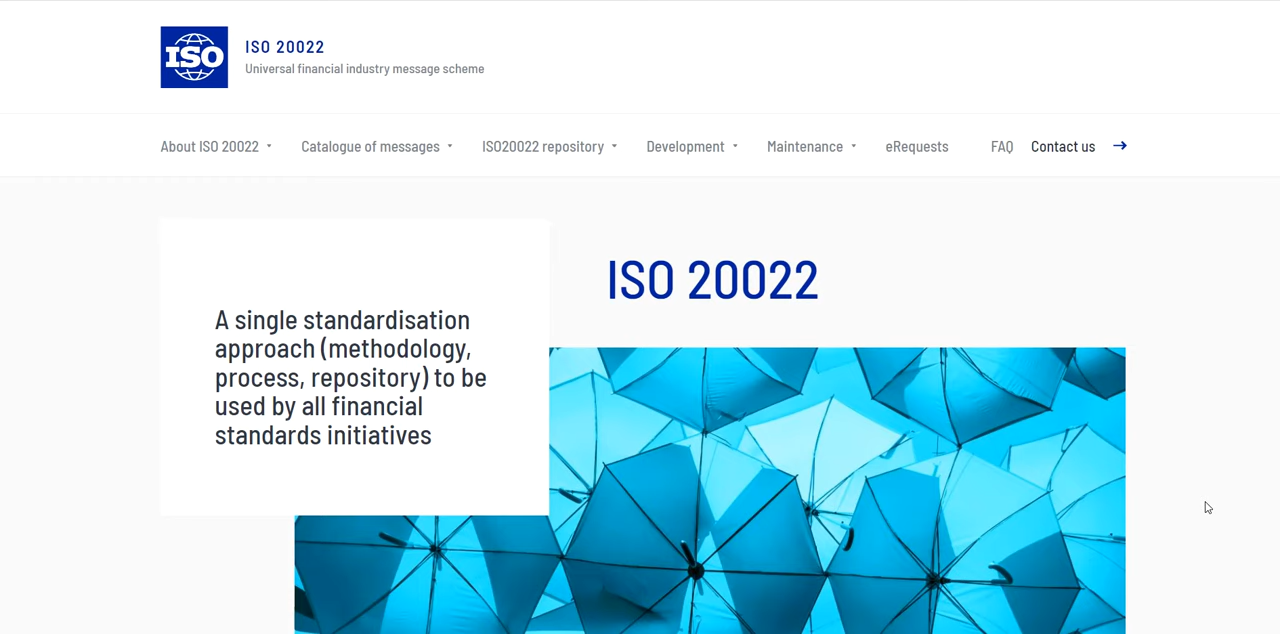 ISO
ISO 20022
Universal financial industry message scheme
About ISO 20022 Catalogue of messages ISO20022 repository Development Maintenance eRequests FAQ Contact us
ISO 20022
A single standardisation
approach (methodology,
process, repository) to be
used by all financial
standards initiatives